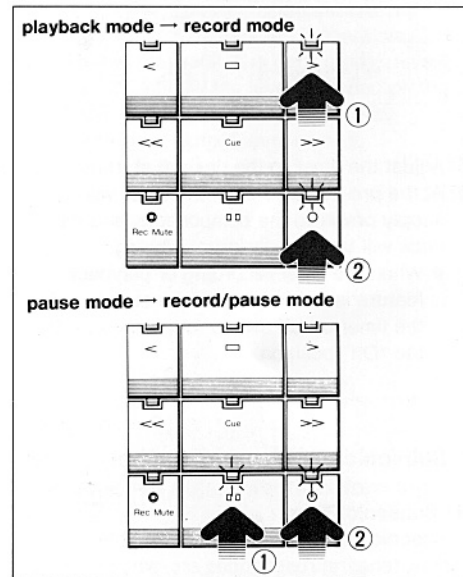 playback mode → record mode
< >
①
<< Cue >>
Rec Mute
②
pause mode → record/pause mode
< >
<< Cue >>
Rec Mute
① ②